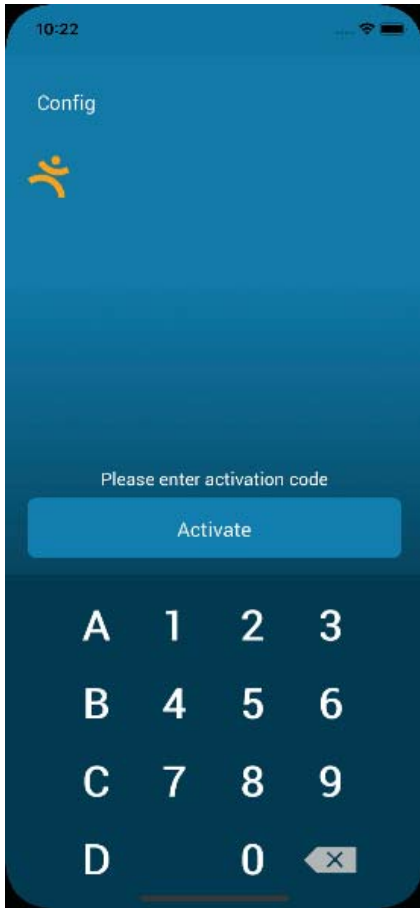 10:22
Config
Please enter activation code
Activate
A 1 2 3
B 4 5 6
C 7 8 9
D 0